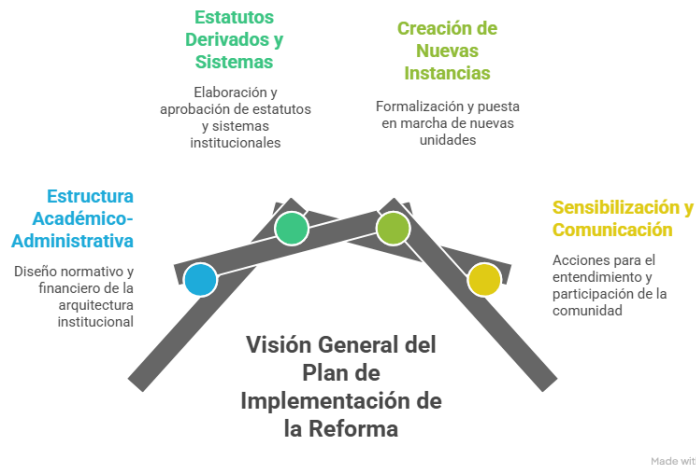 Estatutos
Derivados y
Sistemas
Elaboración y
aprobación de estatutos
y sistemas
institucionales
Creación de
Nuevas
Instancias
Formalización y puesta
en marcha de nuevas
unidades
Estructura
Académico-
Administrativa
Diseño normativo y
financiero de la
arquitectura
institucional
Sensibilización y
Comunicación
Acciones para el
entendimiento y
participación de la
comunidad
Visión General del
Plan de
Implementación de
la Reforma
Made wit